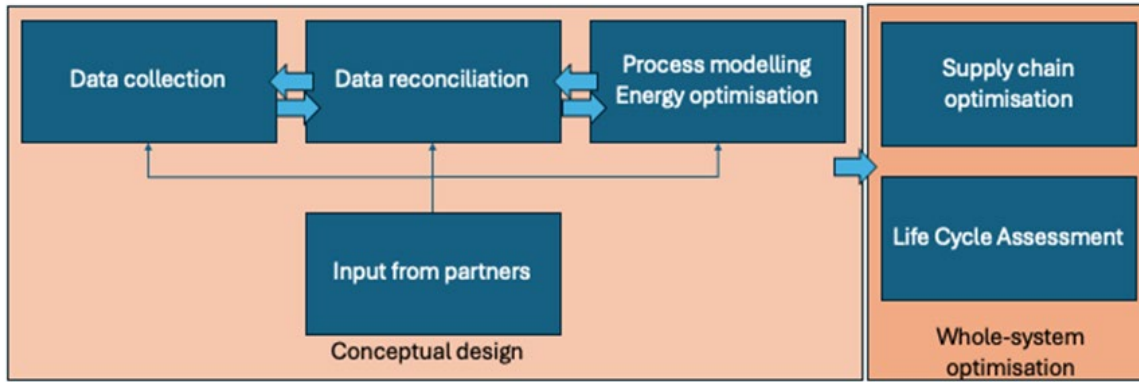 Data collection
Data reconciliation
Process modelling
Energy optimisation
Input from partners
Conceptual design
Supply chain
optimisation
Life Cycle Assessment
Whole-system
optimisation